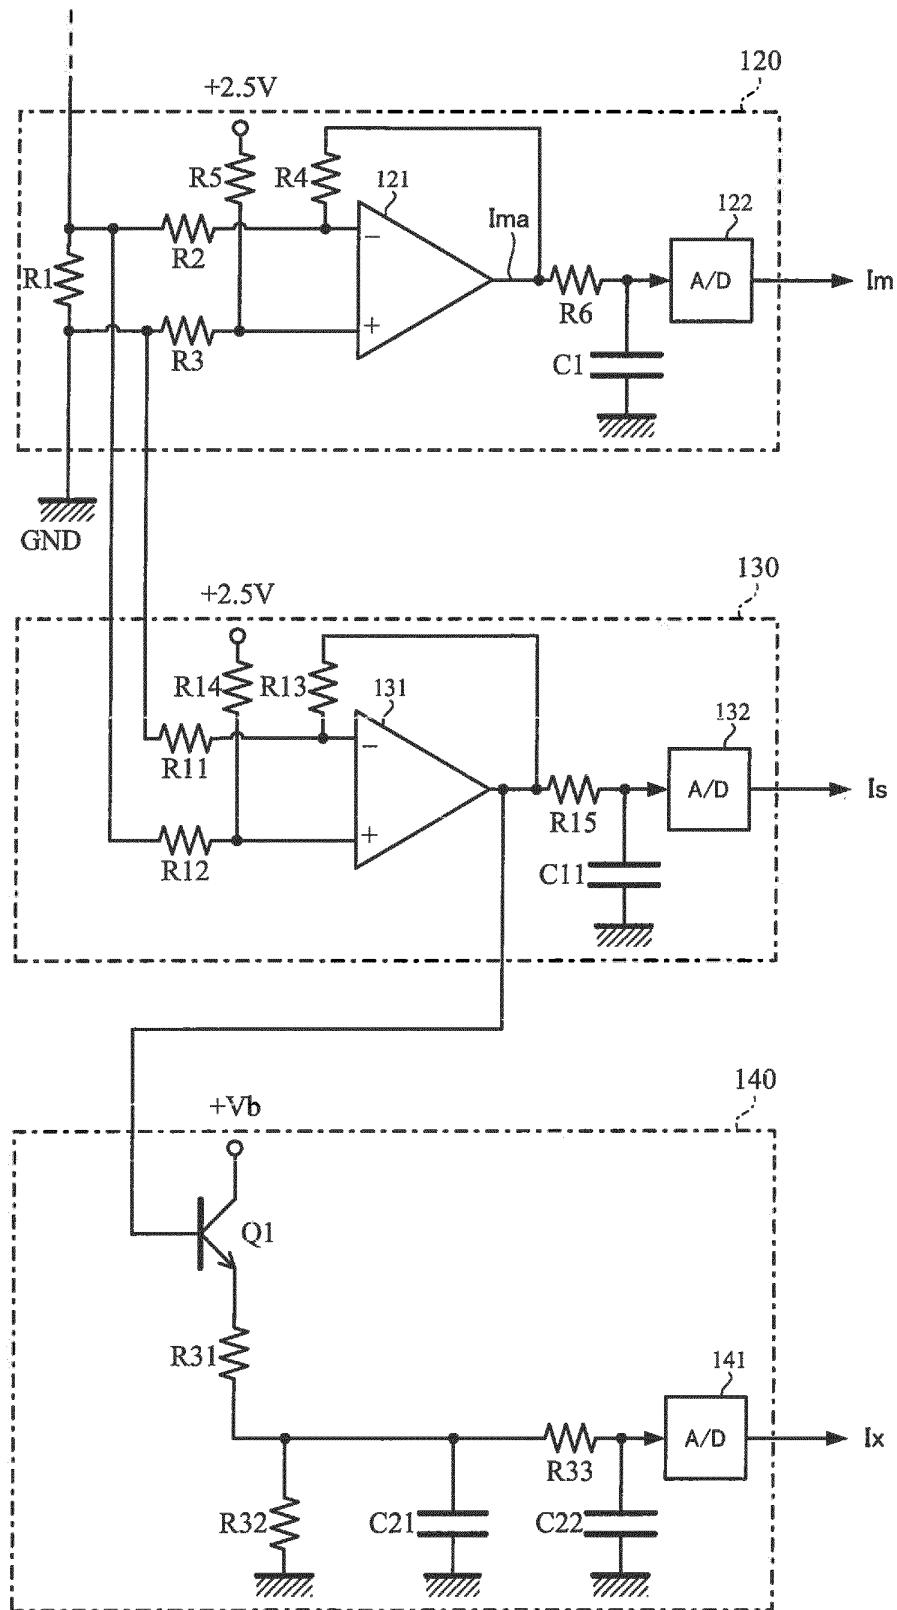 120
+2.5V
R5
R4
121
Ima
122
R2
−
R1
A/D
Im
R6
R3
+
C1
GND
130
+2.5V
R14
R13
131
132
R11
−
A/D
Is
R15
R12
+
C11
140
+Vb
Q1
R31
141
A/D
Ix
R33
R32
C21
C22